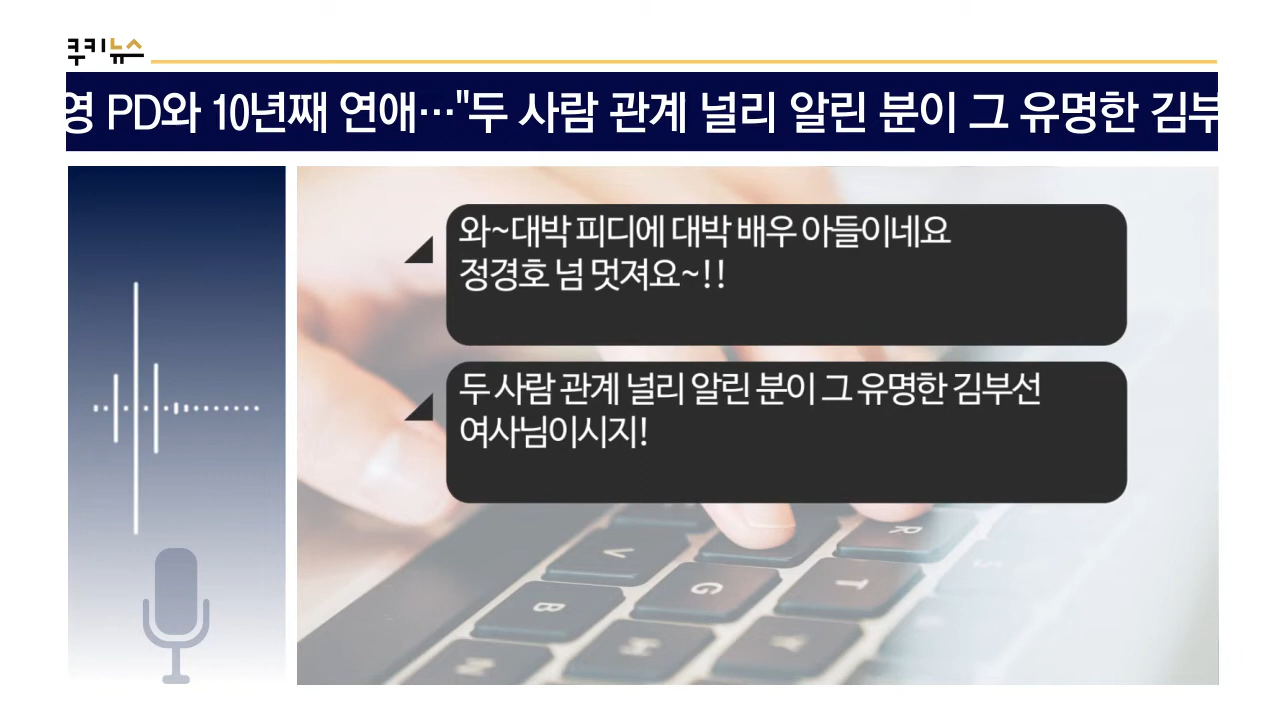 쿠키뉴스
영 PD와 10년째 연애…"두 사람 관계 널리 알린 분이 그 유명한 김부
와~대박 피디에 대박 배우 아들이네요
정경호 넘 멋져요~!!
두 사람 관계 널리 알린 분이 그 유명한 김부선
여사님이시지!
R
V
G
T
B